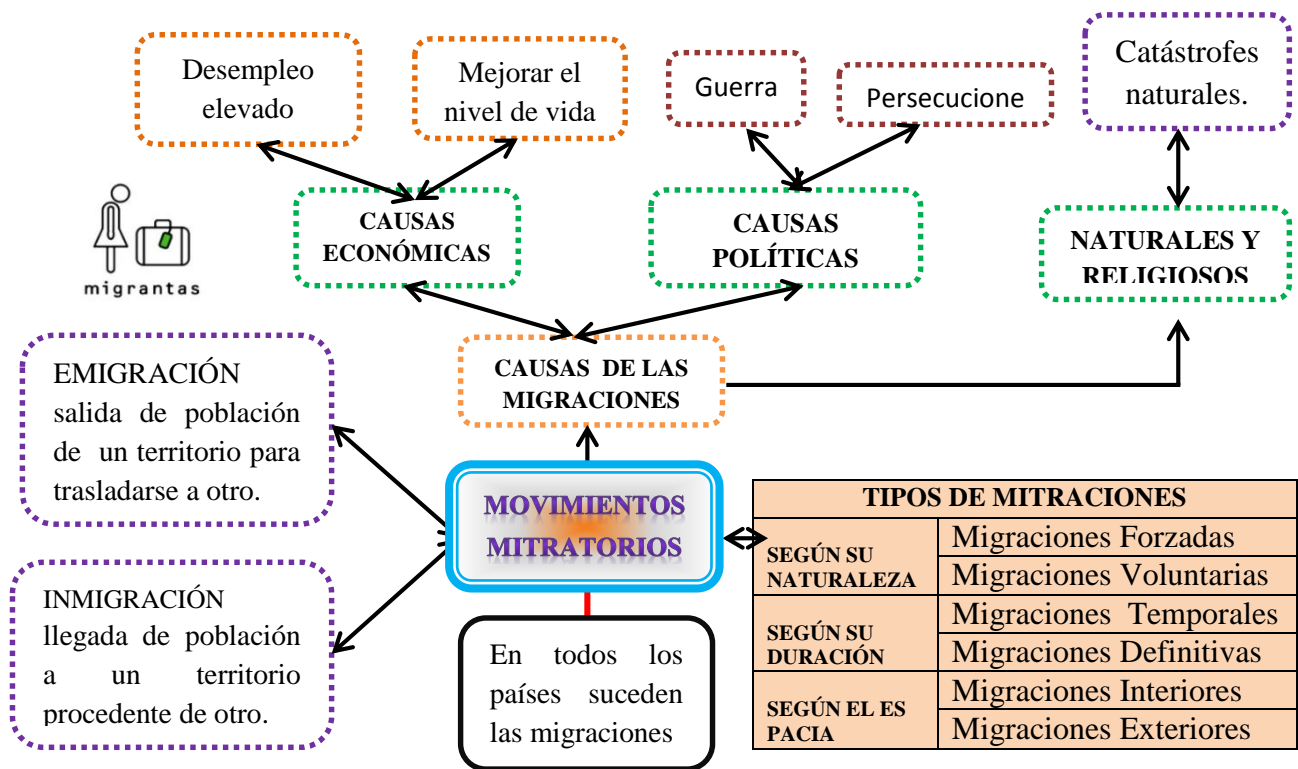 Desempleo
elevado
Mejorar el
nivel de vida
Guerra
Persecucione
Catástrofes
naturales.
CAUSAS
ECONÓMICAS
CAUSAS
POLÍTICAS
NATURALES Y
RELIGIOSOS
migrantas
CAUSAS DE LAS
MIGRACIONES
EMIGRACIÓN
salida de población
de un territorio para
trasladarse a otro.
MOVIMIENTOS
MITRATORIOS
INMIGRACIÓN
llegada de población
a un territorio
procedente de otro.
En todos los
países suceden
las migraciones
TIPOS DE MITRACIONES
SEGÚN SU
NATURALEZA
Migraciones Forzadas
Migraciones Voluntarias
SEGÚN SU
DURACIÓN
Migraciones Temporales
Migraciones Definitivas
SEGÚN EL ES
PACIA
Migraciones Interiores
Migraciones Exteriores